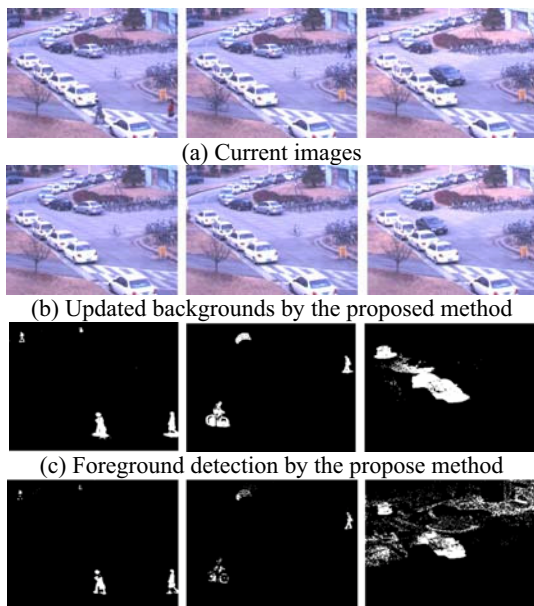 (a) Current images
(b) Updated backgrounds by the proposed method
(c) Foreground detection by the propose method